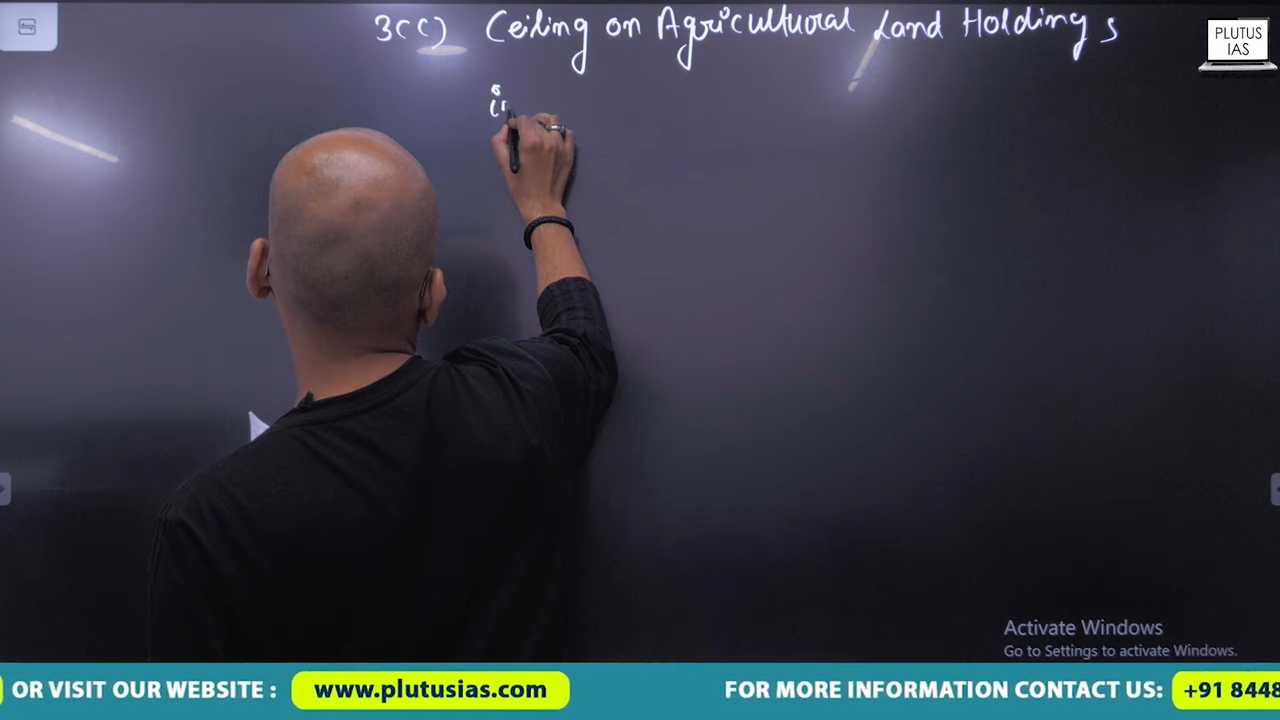 3(C) Ceiling on Agricultural Land Holdings
PLUTUS
IAS
Activate Windows
Go to Settings to activate Windows.
OR VISIT OUR WEBSITE :
www.plutusias.com
FOR MORE INFORMATION CONTACT US:
+91 8448